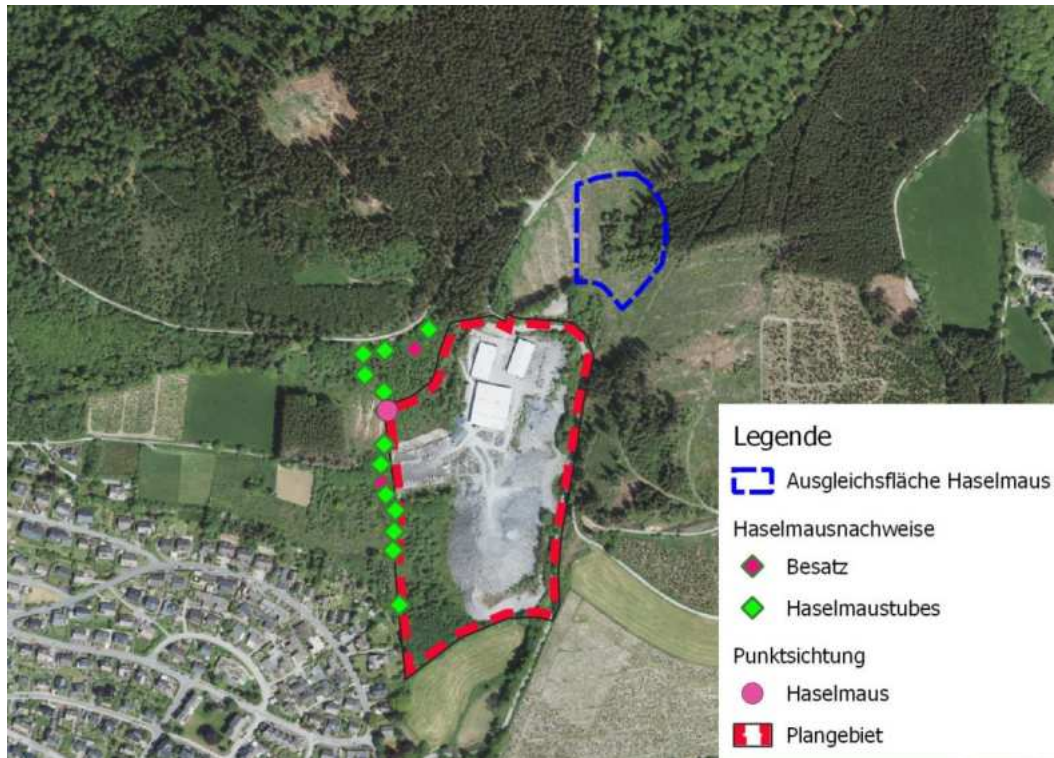 Legende
Ausgleichsfläche Haselmaus
Haselmausnachweise
Besatz
Haselmaustubes
Punktsichtung
Haselmaus
Plangebiet